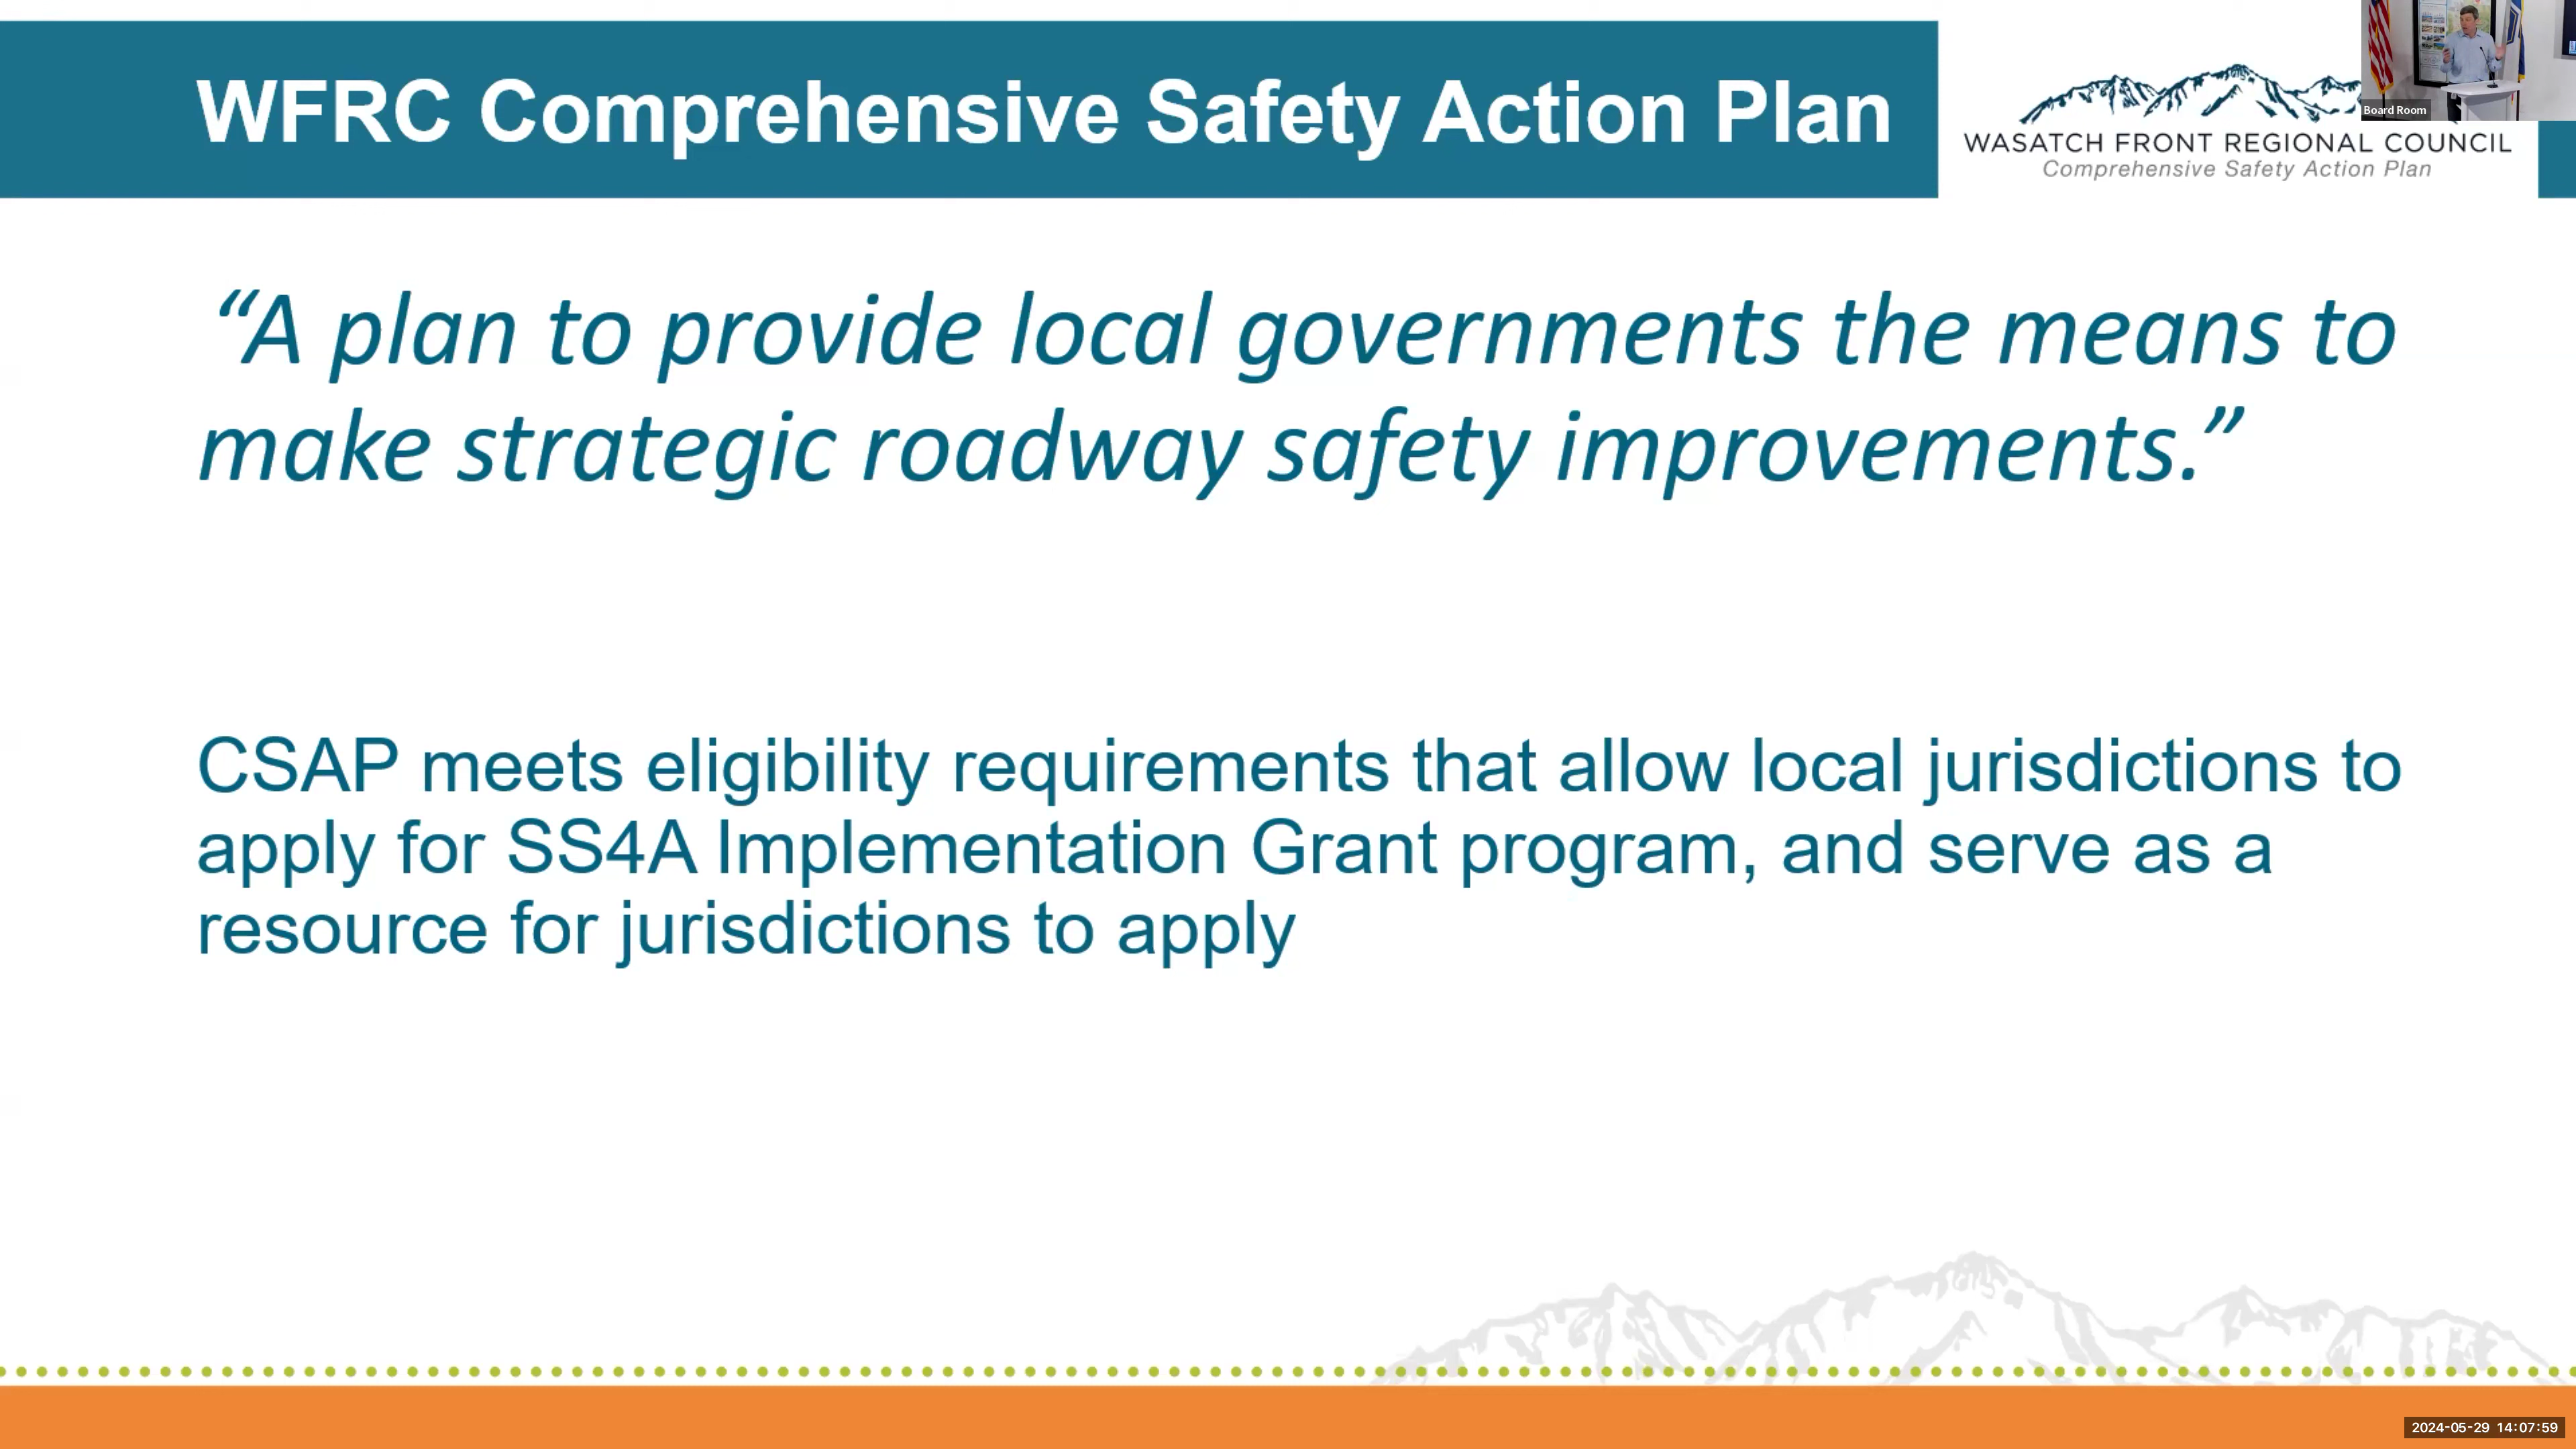 WFRC Comprehensive Safety Action Plan
WASATCH FRONT REGIONAL COUNCIL
Comprehensive Safety Action Plan
Board Room
“A plan to provide local governments the means to
make strategic roadway safety improvements.”
CSAP meets eligibility requirements that allow local jurisdictions to
apply for SS4A Implementation Grant program, and serve as a
resource for jurisdictions to apply
2024-05-29 14:07:59